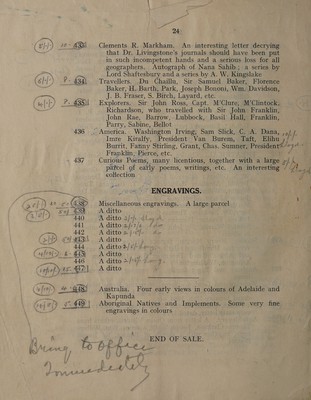 24
433 Clements R. Markham. An interesting letter decrying
that Dr. Livingstone's journals should have been put
in such incompetent hands and a serious loss for all
geographers. Autograph of Nana Sahib; a series by
Lord Shaftesbury and a series by A. W. Kingslake
434 Travellers. Du Chaillu, Sir Samuel Baker, Florence
Baker, H. Barth, Park, Joseph Bonomi, Wm. Davidson,
J. B. Fraser, S. Birch, Layard, etc.
435 Explorers. Sir John Ross, Capt. M'Clure, M'Clintock,
Richardson, who travelled with Sir John Franklin,
John Rae, Barrow, Lubbock, Basil Hall, Franklin,
Parry, Sabine, Bellot
436 America. Washington Irving, Sam Slick, C. A. Dana,
Imre Kiralfy, President Van Buren, Taft, Elihu
Burrit, Fanny Stirling, Grant, Chas. Sumner, President
Franklin Pierce, etc.
437 Curious Poems, many licentious, together with a large
parcel of early poems, writings, etc. An interesting
collection
ENGRAVINGS.
438 Miscellaneous engravings. A large parcel
439 A ditto
440 A ditto
441 A ditto
442 A ditto
443 A ditto
444 A ditto
445 A ditto
446 A ditto
447 A ditto
448 Australia. Four early views in colours of Adelaide and
Kapunda
449 Aboriginal Natives and Implements. Some very fine
engravings in colours
END OF SALE.
Bring to office
Immediately